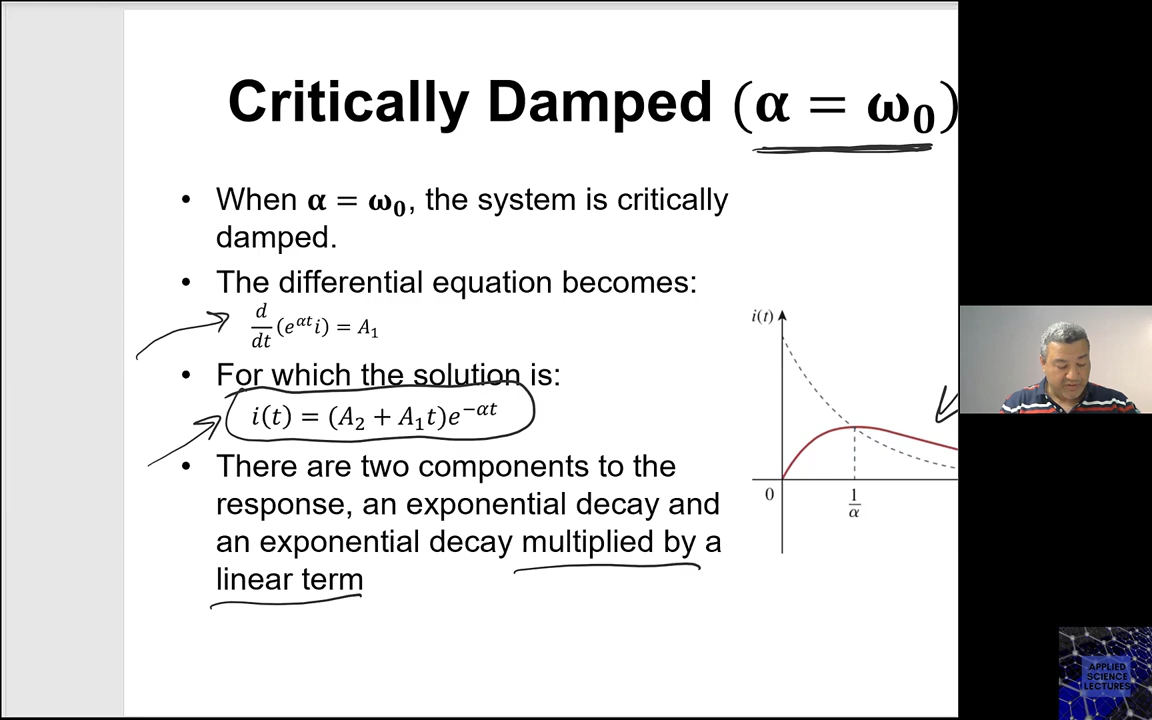 Critically Damped (α = ω₀)
• When α = ω₀, the system is critically
damped.
• The differential equation becomes:
d/dt (e^{αt} i) = A₁
• For which the solution is:
i(t) = (A₂ + A₁t)e^{−αt}
• There are two components to the
response, an exponential decay and
an exponential decay multiplied by a
linear term
i(t)
0
1/α
APPLIED
SCIENCE
LECTURES